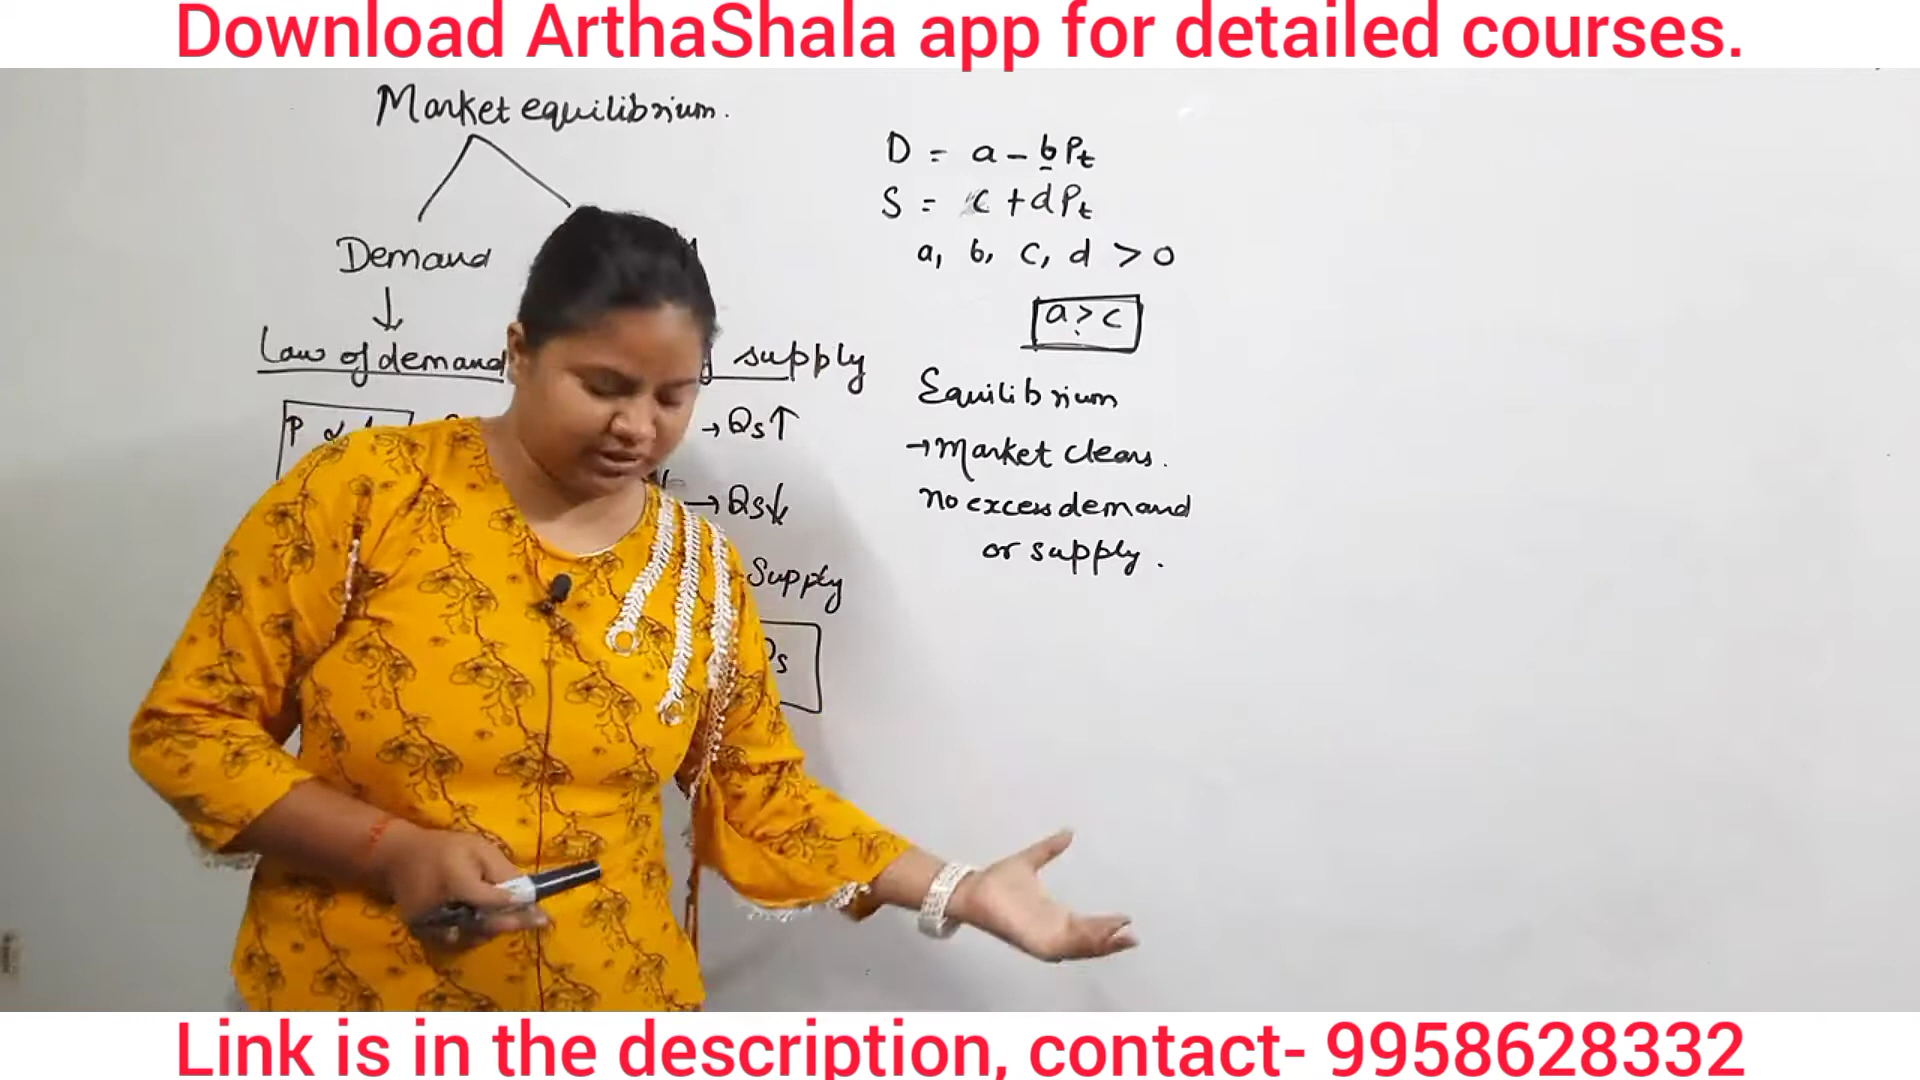 Download ArthaShala app for detailed courses.
Market equilibrium.
Demand
↓
Law of demand
supply
P α
→ Qs↑
→ Qs↓
Supply
Qs
D = a - bPt
S = c + dPt
a, b, c, d > 0
a > c
Equilibrium
→ Market clears.
no excess demand
or supply.
Link is in the description, contact- 9958628332